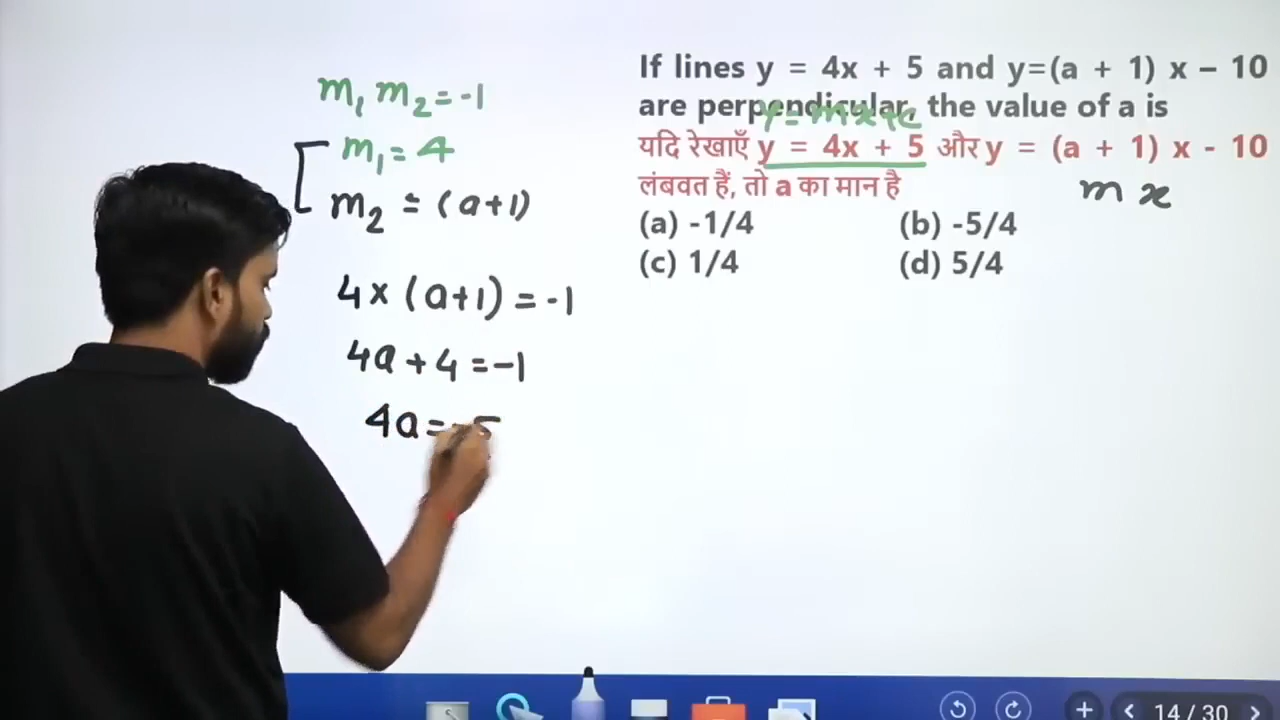 If lines y = 4x + 5 and y=(a + 1) x – 10
are perpendicular, the value of a is
y = mx+c
यदि रेखाएँ y = 4x + 5 और y = (a + 1) x - 10
लंबवत हैं, तो a का मान है
m x
(a) -1/4 (b) -5/4
(c) 1/4 (d) 5/4
m₁ m₂ = -1
m₁ = 4
m₂ = (a+1)
4 x (a+1) = -1
4a + 4 = -1
4a = -5
14 / 30